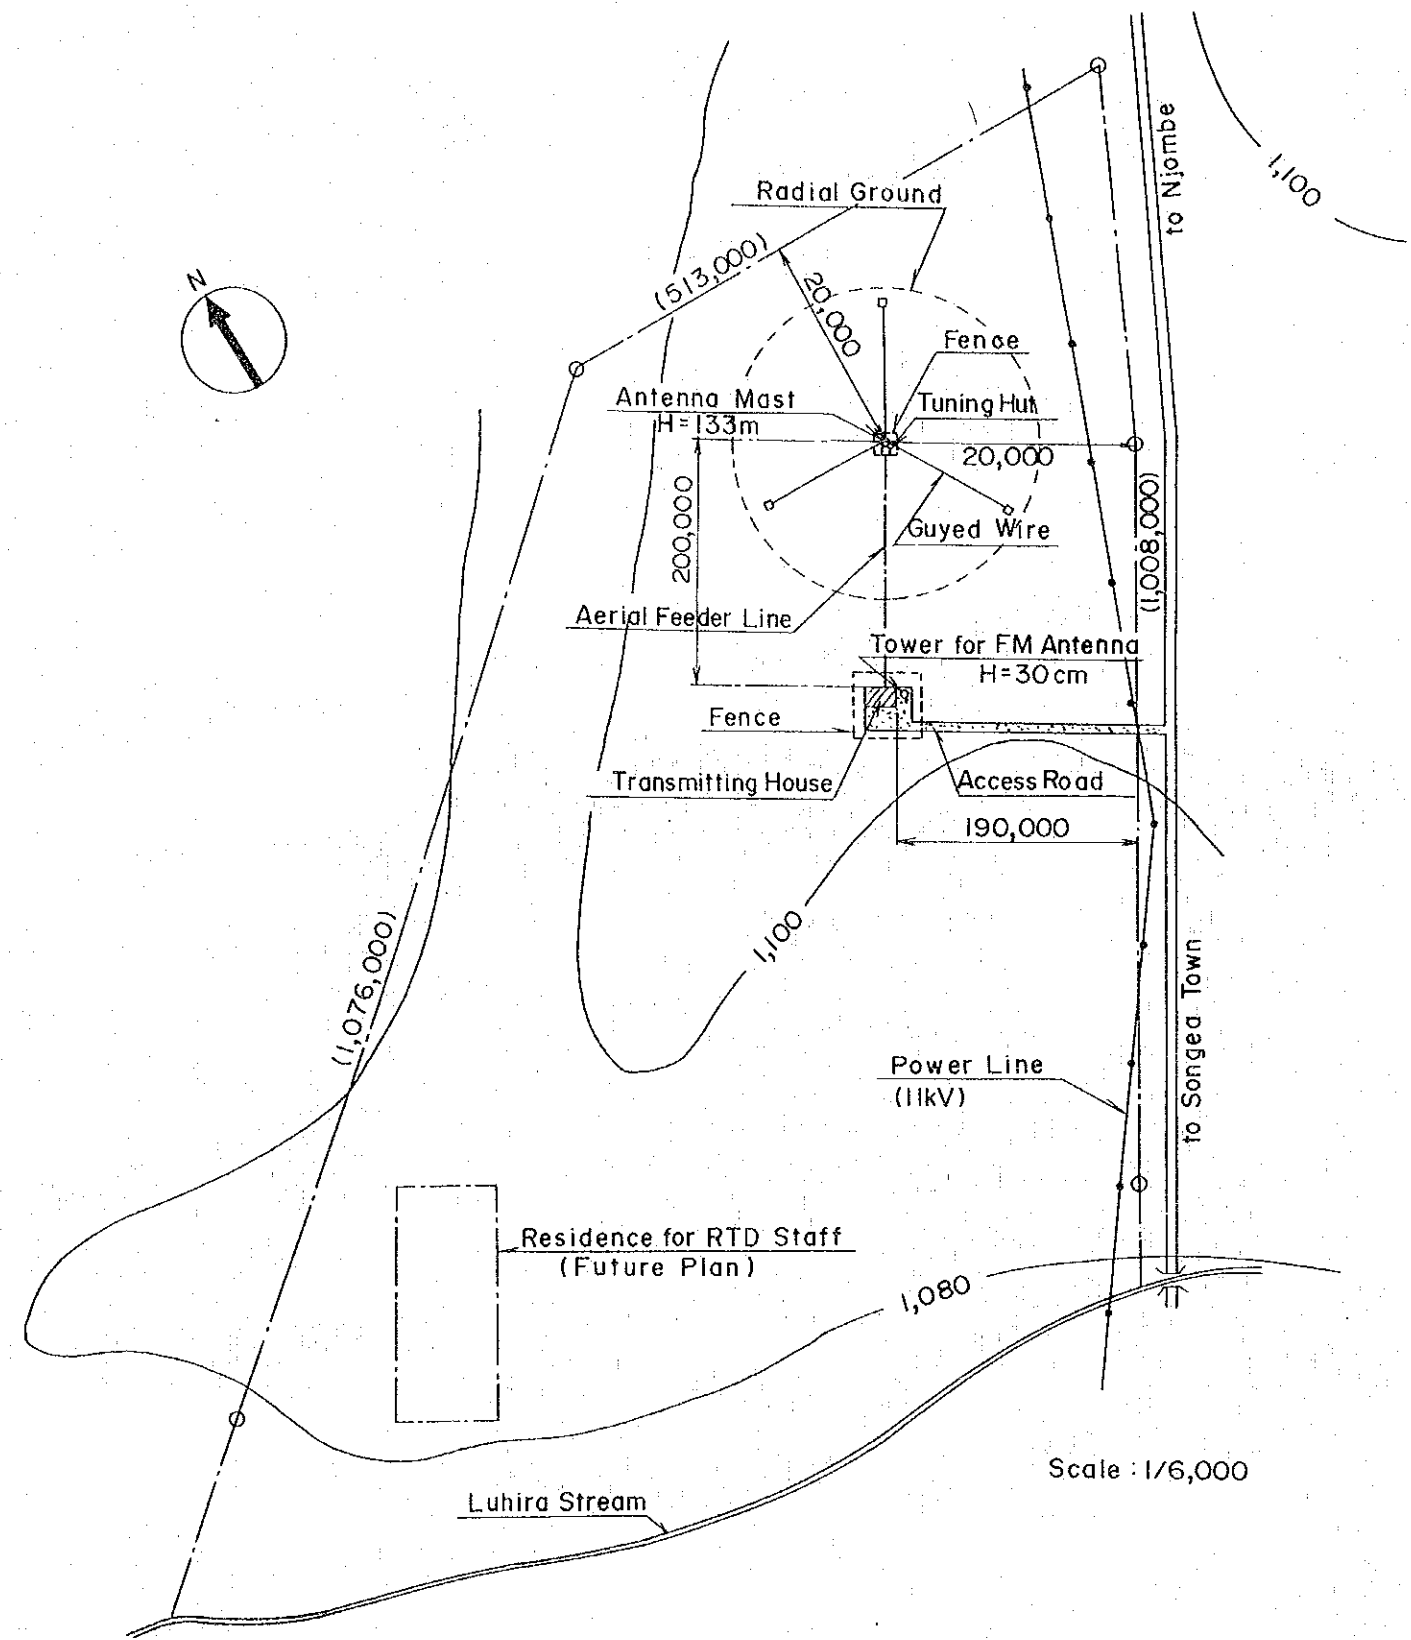 to Njombe
1,100
Radial Ground
N
(513,000)
20,000
Fence
Antenna Mast
H=133m
Tuning Hut
20,000
200,000
(1,008,000)
Guyed Wire
Aerial Feeder Line
Tower for FM Antenna
H=30cm
Fence
Transmitting House
Access Road
190,000
1,100
(1,076,000)
to Songea Town
Power Line
(11kV)
Residence for RTD Staff
(Future Plan)
1,080
Scale : 1/6,000
Luhira Stream